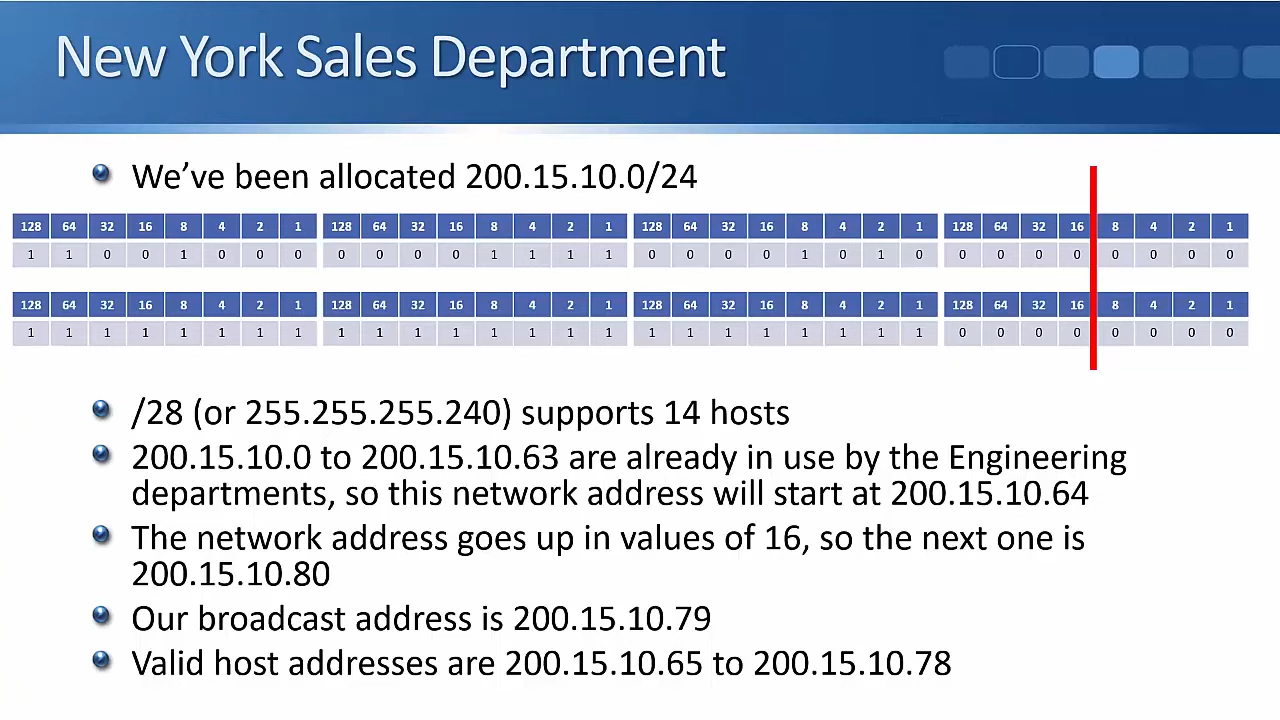 New York Sales Department
We’ve been allocated 200.15.10.0/24
128 64 32 16 8 4 2 1 128 64 32 16 8 4 2 1 128 64 32 16 8 4 2 1 128 64 32 16 8 4 2 1
1 1 0 0 1 0 0 0 0 0 0 0 1 1 1 1 0 0 0 0 1 0 1 0 0 0 0 0 0 0 0 0
128 64 32 16 8 4 2 1 128 64 32 16 8 4 2 1 128 64 32 16 8 4 2 1 128 64 32 16 8 4 2 1
1 1 1 1 1 1 1 1 1 1 1 1 1 1 1 1 1 1 1 1 1 1 1 1 0 0 0 0 0 0 0 0
/28 (or 255.255.255.240) supports 14 hosts
200.15.10.0 to 200.15.10.63 are already in use by the Engineering
departments, so this network address will start at 200.15.10.64
The network address goes up in values of 16, so the next one is
200.15.10.80
Our broadcast address is 200.15.10.79
Valid host addresses are 200.15.10.65 to 200.15.10.78